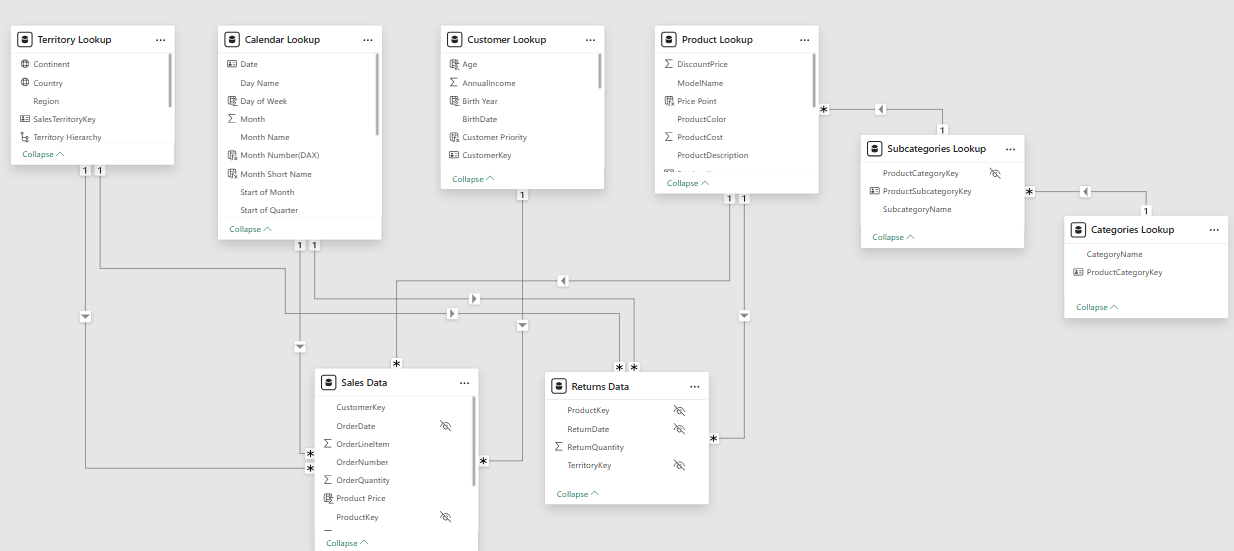 Territory Lookup ...
Continent
Country
Region
SalesTerritoryKey
Territory Hierarchy
Collapse
1 1
Calendar Lookup ...
Date
Day Name
Day of Week
Month
Month Name
Month Number(DAX)
Month Short Name
Start of Month
Start of Quarter
Collapse
1 1
Customer Lookup ...
Age
AnnualIncome
Birth Year
BirthDate
Customer Priority
CustomerKey
Collapse
1
Product Lookup ...
DiscountPrice
ModelName
Price Point
ProductColor
ProductCost
ProductDescription
Collapse
1 1
*
1
Subcategories Lookup ...
ProductCategoryKey
ProductSubcategoryKey
SubcategoryName
Collapse
*
1
Categories Lookup ...
CategoryName
ProductCategoryKey
Collapse
*
Sales Data ...
CustomerKey
OrderDate
OrderLineItem
OrderNumber
OrderQuantity
Product Price
ProductKey
Collapse
*
*
*
* *
Returns Data ...
ProductKey
ReturnDate
ReturnQuantity
TerritoryKey
Collapse
*